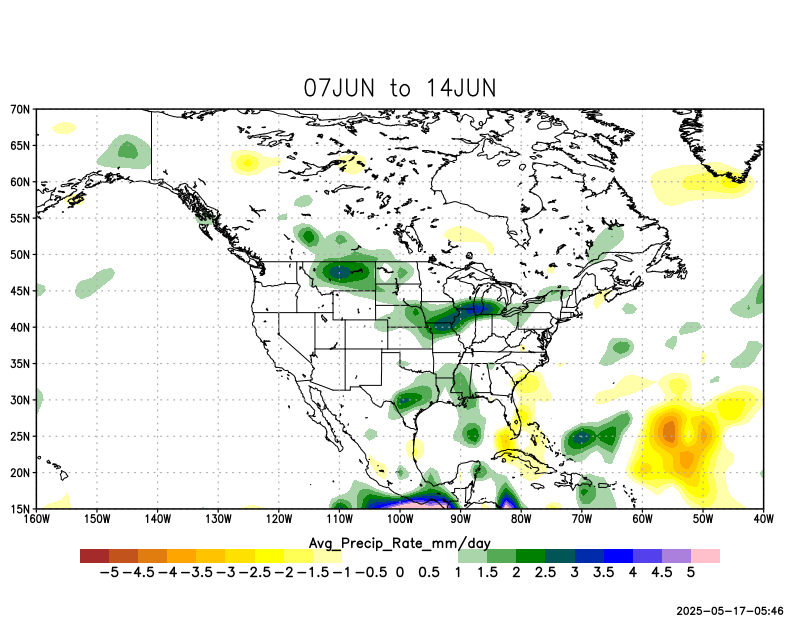 07JUN to 14JUN
70N
65N
60N
55N
50N
45N
40N
35N
30N
25N
20N
15N
160W 150W 140W 130W 120W 110W 100W 90W 80W 70W 60W 50W 40W
Avg_Precip_Rate_mm/day
-5 -4.5 -4 -3.5 -3 -2.5 -2 -1.5 -1 -0.5 0 0.5 1 1.5 2 2.5 3 3.5 4 4.5 5
2025-05-17-05:46